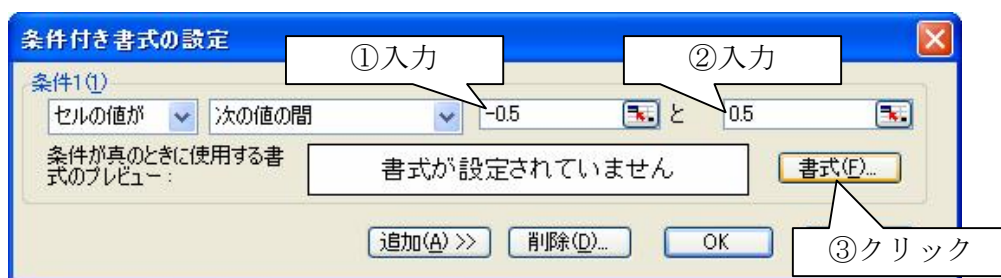 条件付き書式の設定
①入力
②入力
条件1(1)
セルの値が 次の値の間 -0.5 と 0.5
条件が真のときに使用する書
式のプレビュー:
書式が設定されていません
書式(F)...
追加(A) >> 削除(D)... OK
③クリック